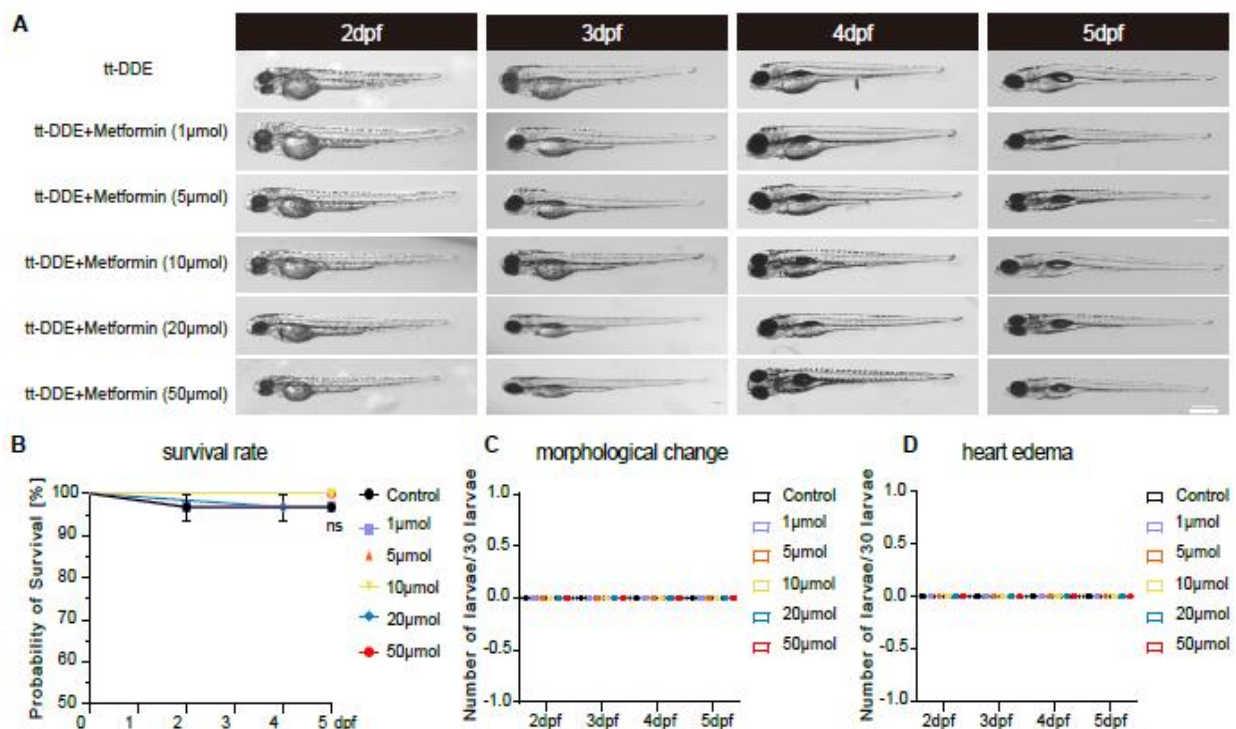 A
2dpf 3dpf 4dpf 5dpf
tt-DDE
tt-DDE+Metformin (1µmol)
tt-DDE+Metformin (5µmol)
tt-DDE+Metformin (10µmol)
tt-DDE+Metformin (20µmol)
tt-DDE+Metformin (50µmol)
B survival rate
Probability of Survival [%]
100
90
80
70
60
50
0 1 2 3 4 5 dpf
ns
Control
1µmol
5µmol
10µmol
20µmol
50µmol
C morphological change
Number of larvae/30 larvae
1.0
0.5
0.0
-0.5
-1.0
2dpf 3dpf 4dpf 5dpf
Control
1µmol
5µmol
10µmol
20µmol
50µmol
D heart edema
Number of larvae/30 larvae
1.0
0.5
0.0
-0.5
-1.0
2dpf 3dpf 4dpf 5dpf
Control
1µmol
5µmol
10µmol
20µmol
50µmol